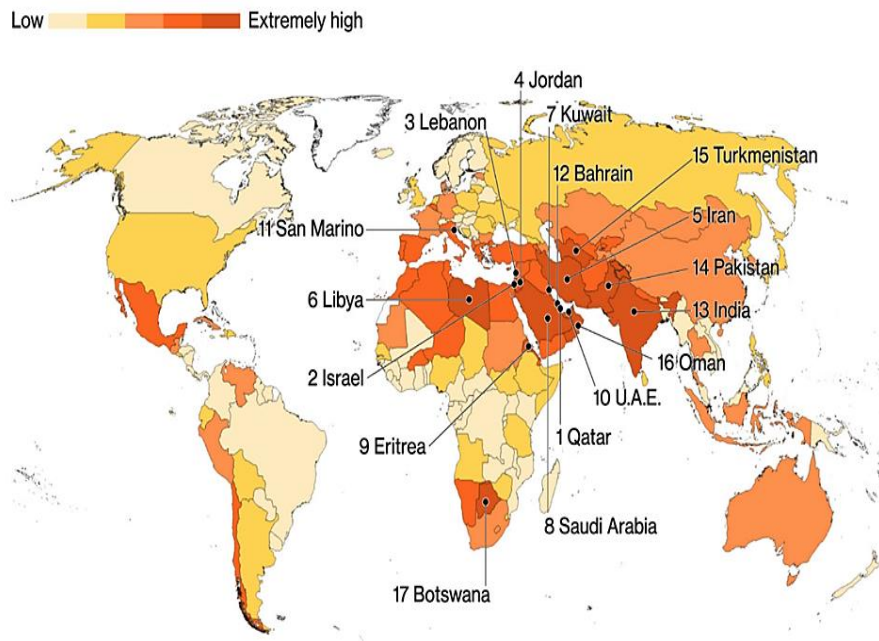 Low Extremely high
4 Jordan
3 Lebanon
7 Kuwait
12 Bahrain
15 Turkmenistan
5 Iran
11 San Marino
14 Pakistan
6 Libya
13 India
2 Israel
16 Oman
10 U.A.E.
9 Eritrea
1 Qatar
8 Saudi Arabia
17 Botswana